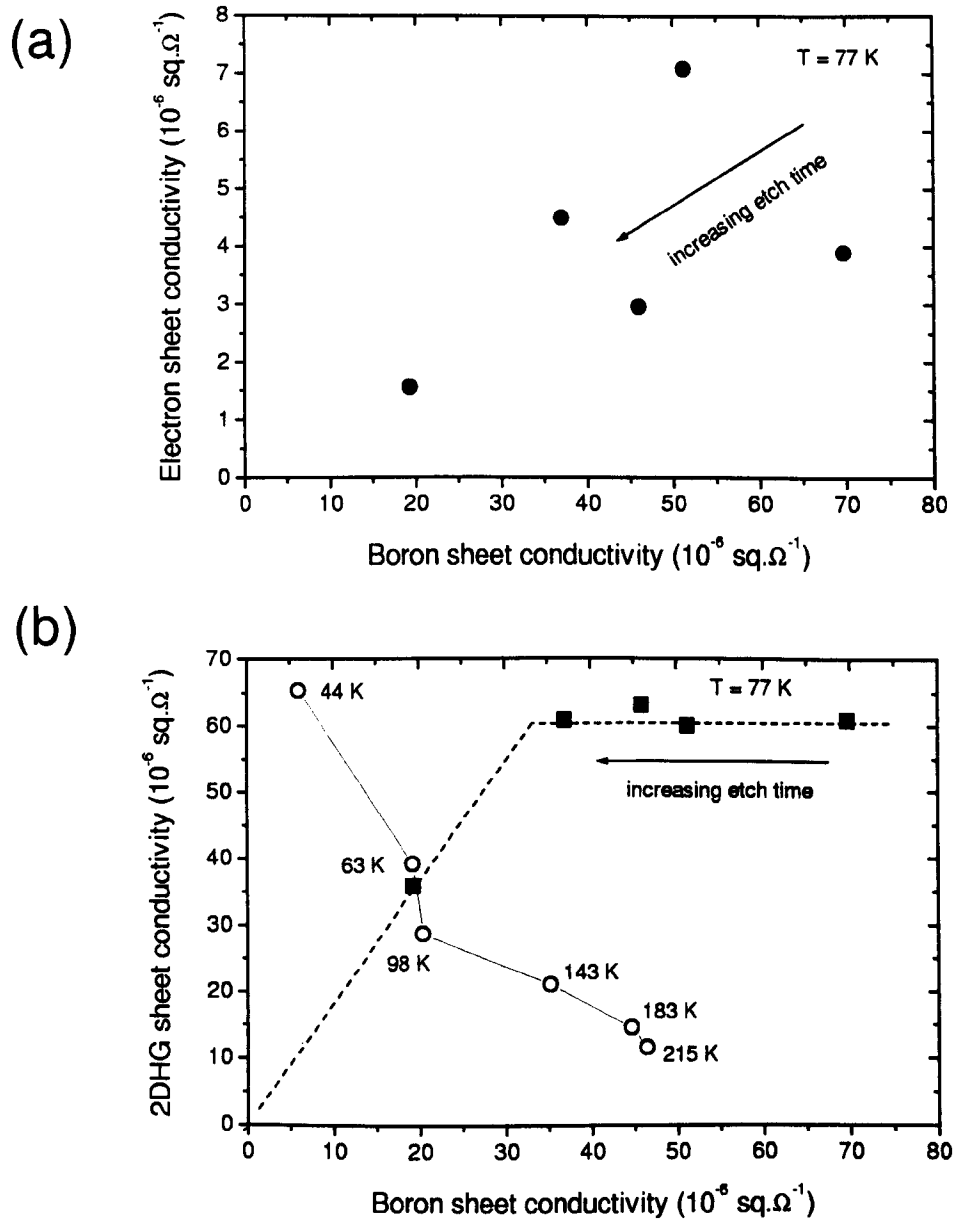 (a)
8
7
6
5
4
3
2
1
0
Electron sheet conductivity (10⁻⁶ sq.Ω⁻¹)
T = 77 K
increasing etch time
0 10 20 30 40 50 60 70 80
Boron sheet conductivity (10⁻⁶ sq.Ω⁻¹)
(b)
70
60
50
40
30
20
10
0
2DHG sheet conductivity (10⁻⁶ sq.Ω⁻¹)
44 K
T = 77 K
increasing etch time
63 K
98 K
143 K
183 K
215 K
0 10 20 30 40 50 60 70 80
Boron sheet conductivity (10⁻⁶ sq.Ω⁻¹)